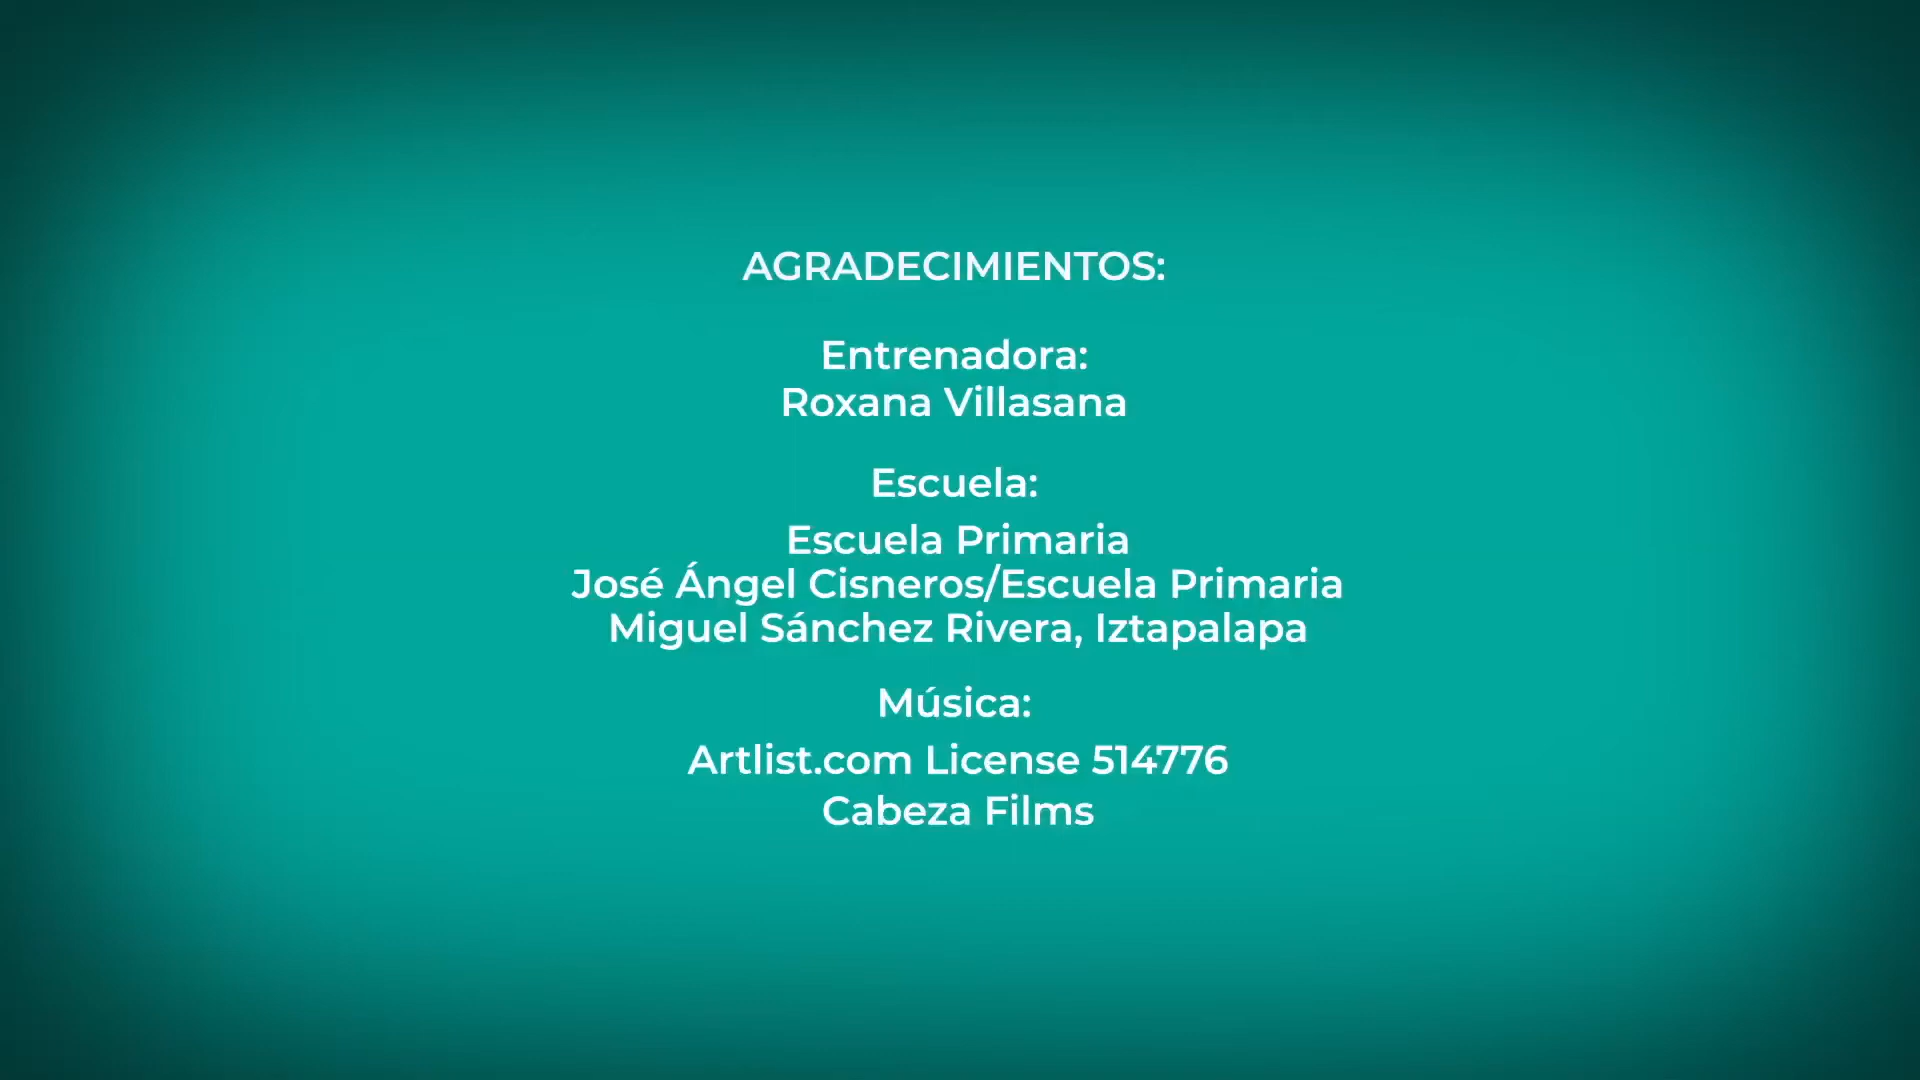 AGRADECIMIENTOS:
Entrenadora:
Roxana Villasana
Escuela:
Escuela Primaria
José Ángel Cisneros/Escuela Primaria
Miguel Sánchez Rivera, Iztapalapa
Música:
Artlist.com License 514776
Cabeza Films